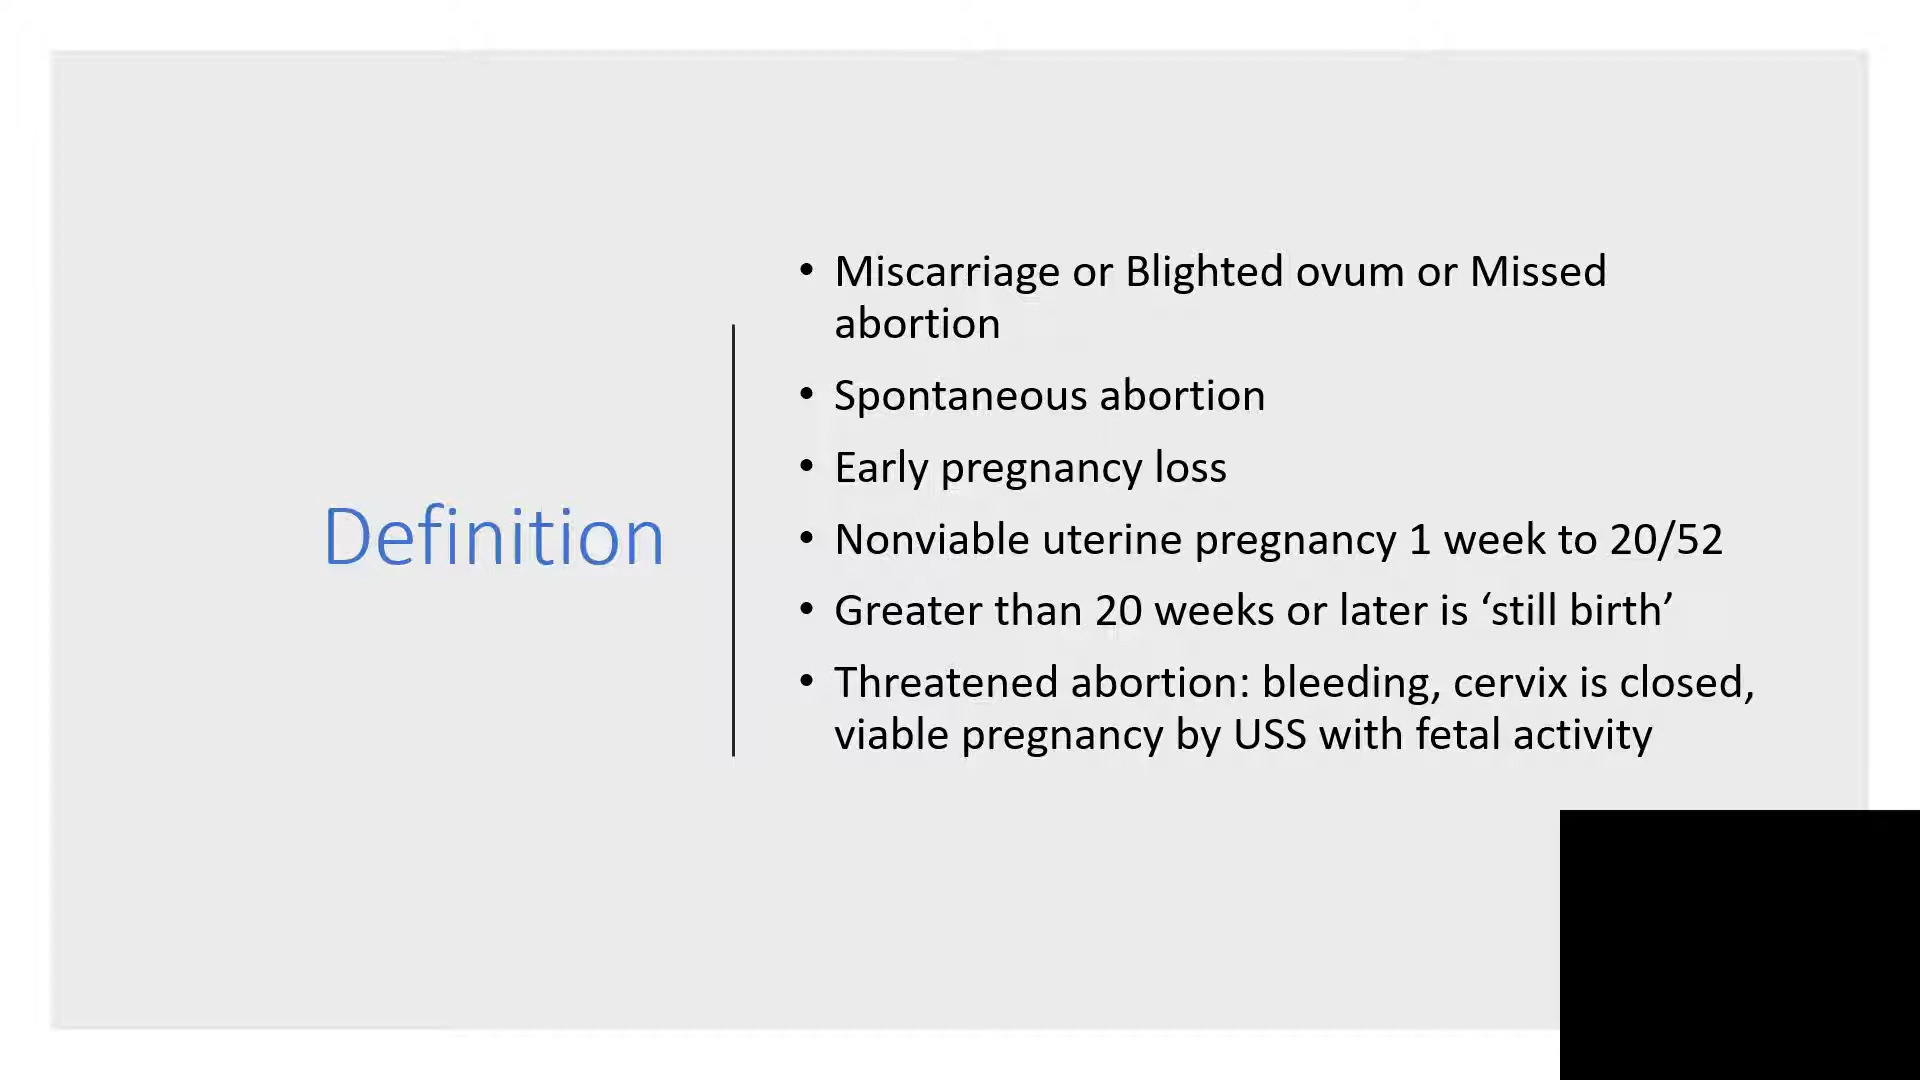 Definition
• Miscarriage or Blighted ovum or Missed
abortion
• Spontaneous abortion
• Early pregnancy loss
• Nonviable uterine pregnancy 1 week to 20/52
• Greater than 20 weeks or later is ‘still birth’
• Threatened abortion: bleeding, cervix is closed,
viable pregnancy by USS with fetal activity